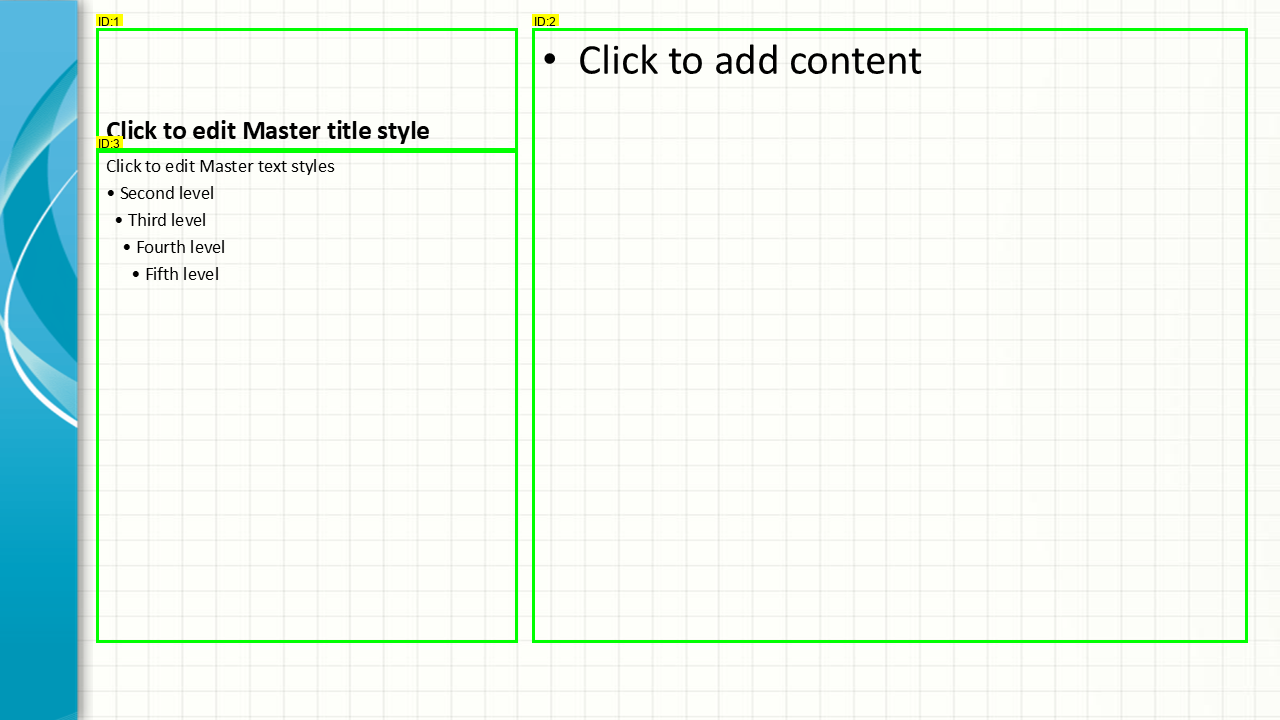 ID:1
Click to edit Master title style
ID:3
Click to edit Master text styles
• Second level
• Third level
• Fourth level
• Fifth level
ID:2
• Click to add content